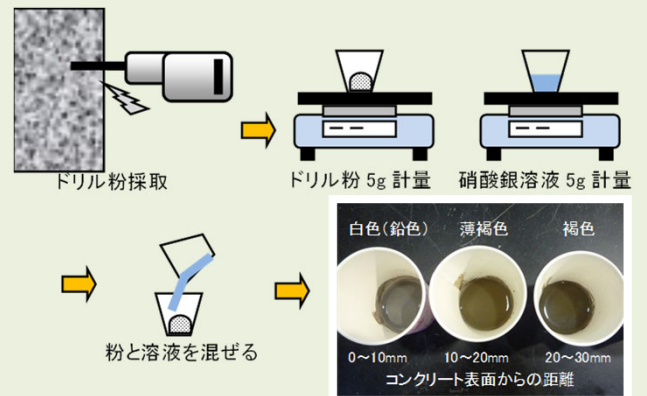 ドリル粉採取
ドリル粉 5g 計量
硝酸銀溶液 5g 計量
粉と溶液を混ぜる
白色(鉛色)
薄褐色
褐色
0～10mm
10～20mm
20～30mm
コンクリート表面からの距離